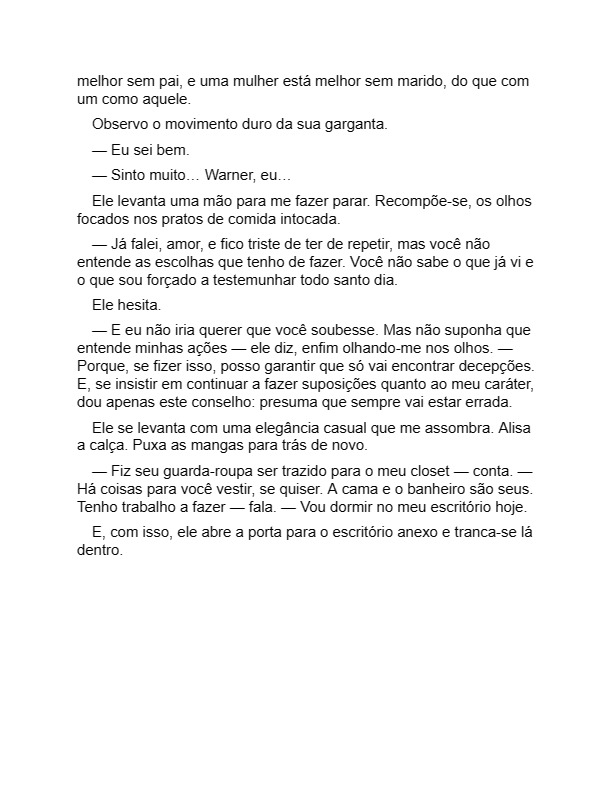 melhor sem pai, e uma mulher está melhor sem marido, do que com
um como aquele.
Observo o movimento duro da sua garganta.
— Eu sei bem.
— Sinto muito… Warner, eu…
Ele levanta uma mão para me fazer parar. Recompõe-se, os olhos
focados nos pratos de comida intocada.
— Já falei, amor, e fico triste de ter de repetir, mas você não
entende as escolhas que tenho de fazer. Você não sabe o que já vi e
o que sou forçado a testemunhar todo santo dia.
Ele hesita.
— E eu não iria querer que você soubesse. Mas não suponha que
entende minhas ações — ele diz, enfim olhando-me nos olhos. —
Porque, se fizer isso, posso garantir que só vai encontrar decepções.
E, se insistir em continuar a fazer suposições quanto ao meu caráter,
dou apenas este conselho: presuma que sempre vai estar errada.
Ele se levanta com uma elegância casual que me assombra. Alisa
a calça. Puxa as mangas para trás de novo.
— Fiz seu guarda-roupa ser trazido para o meu closet — conta. —
Há coisas para você vestir, se quiser. A cama e o banheiro são seus.
Tenho trabalho a fazer — fala. — Vou dormir no meu escritório hoje.
E, com isso, ele abre a porta para o escritório anexo e tranca-se lá
dentro.